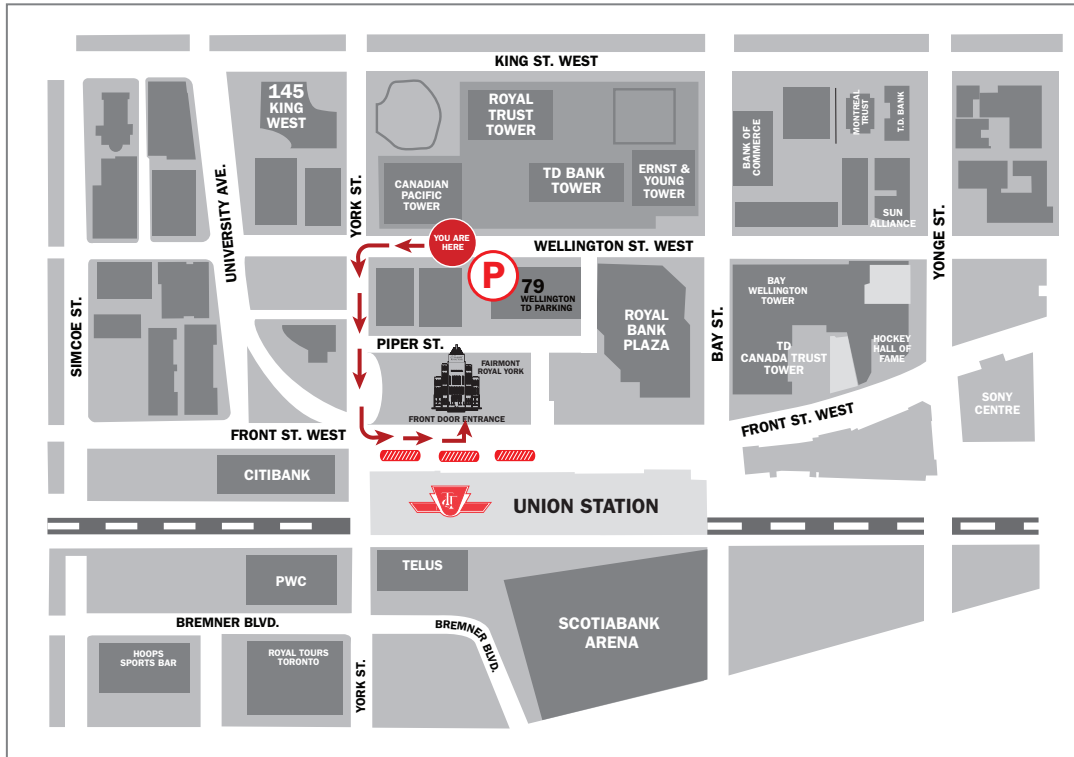 KING ST. WEST
145
KING
WEST
ROYAL
TRUST
TOWER
MONTREAL
TRUST
T.D. BANK
BANK OF
COMMERCE
CANADIAN
PACIFIC
TOWER
TD BANK
TOWER
ERNST &
YOUNG
TOWER
SUN
ALLIANCE
UNIVERSITY AVE.
YORK ST.
YONGE ST.
YOU ARE
HERE
WELLINGTON ST. WEST
P
79
WELLINGTON
TD PARKING
BAY
WELLINGTON
TOWER
SIMCOE ST.
ROYAL
BANK
PLAZA
BAY ST.
PIPER ST.
TD
CANADA TRUST
TOWER
HOCKEY
HALL OF
FAME
FAIRMONT
ROYAL YORK
FRONT DOOR ENTRANCE
SONY
CENTRE
FRONT ST. WEST
FRONT ST. WEST
CITIBANK
TTC
UNION STATION
PWC
TELUS
BREMNER BLVD.
BREMNER BLVD.
SCOTIABANK
ARENA
HOOPS
SPORTS BAR
ROYAL TOURS
TORONTO
YORK ST.